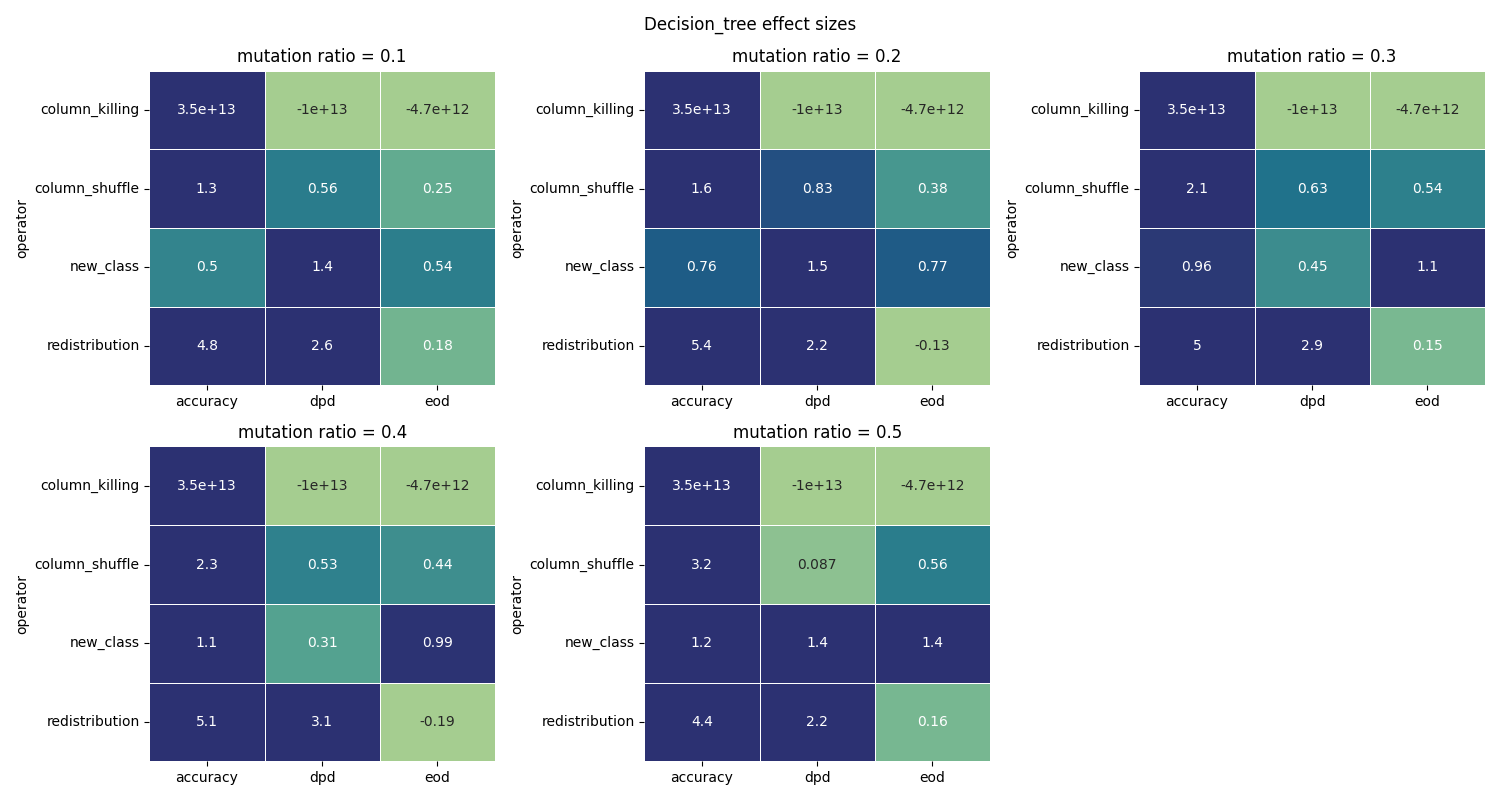 Decision_tree effect sizes
mutation ratio = 0.1
operator
column_killing 3.5e+13 -1e+13 -4.7e+12
column_shuffle 1.3 0.56 0.25
new_class 0.5 1.4 0.54
redistribution 4.8 2.6 0.18
accuracy dpd eod
mutation ratio = 0.2
operator
column_killing 3.5e+13 -1e+13 -4.7e+12
column_shuffle 1.6 0.83 0.38
new_class 0.76 1.5 0.77
redistribution 5.4 2.2 -0.13
accuracy dpd eod
mutation ratio = 0.3
operator
column_killing 3.5e+13 -1e+13 -4.7e+12
column_shuffle 2.1 0.63 0.54
new_class 0.96 0.45 1.1
redistribution 5 2.9 0.15
accuracy dpd eod
mutation ratio = 0.4
operator
column_killing 3.5e+13 -1e+13 -4.7e+12
column_shuffle 2.3 0.53 0.44
new_class 1.1 0.31 0.99
redistribution 5.1 3.1 -0.19
accuracy dpd eod
mutation ratio = 0.5
operator
column_killing 3.5e+13 -1e+13 -4.7e+12
column_shuffle 3.2 0.087 0.56
new_class 1.2 1.4 1.4
redistribution 4.4 2.2 0.16
accuracy dpd eod